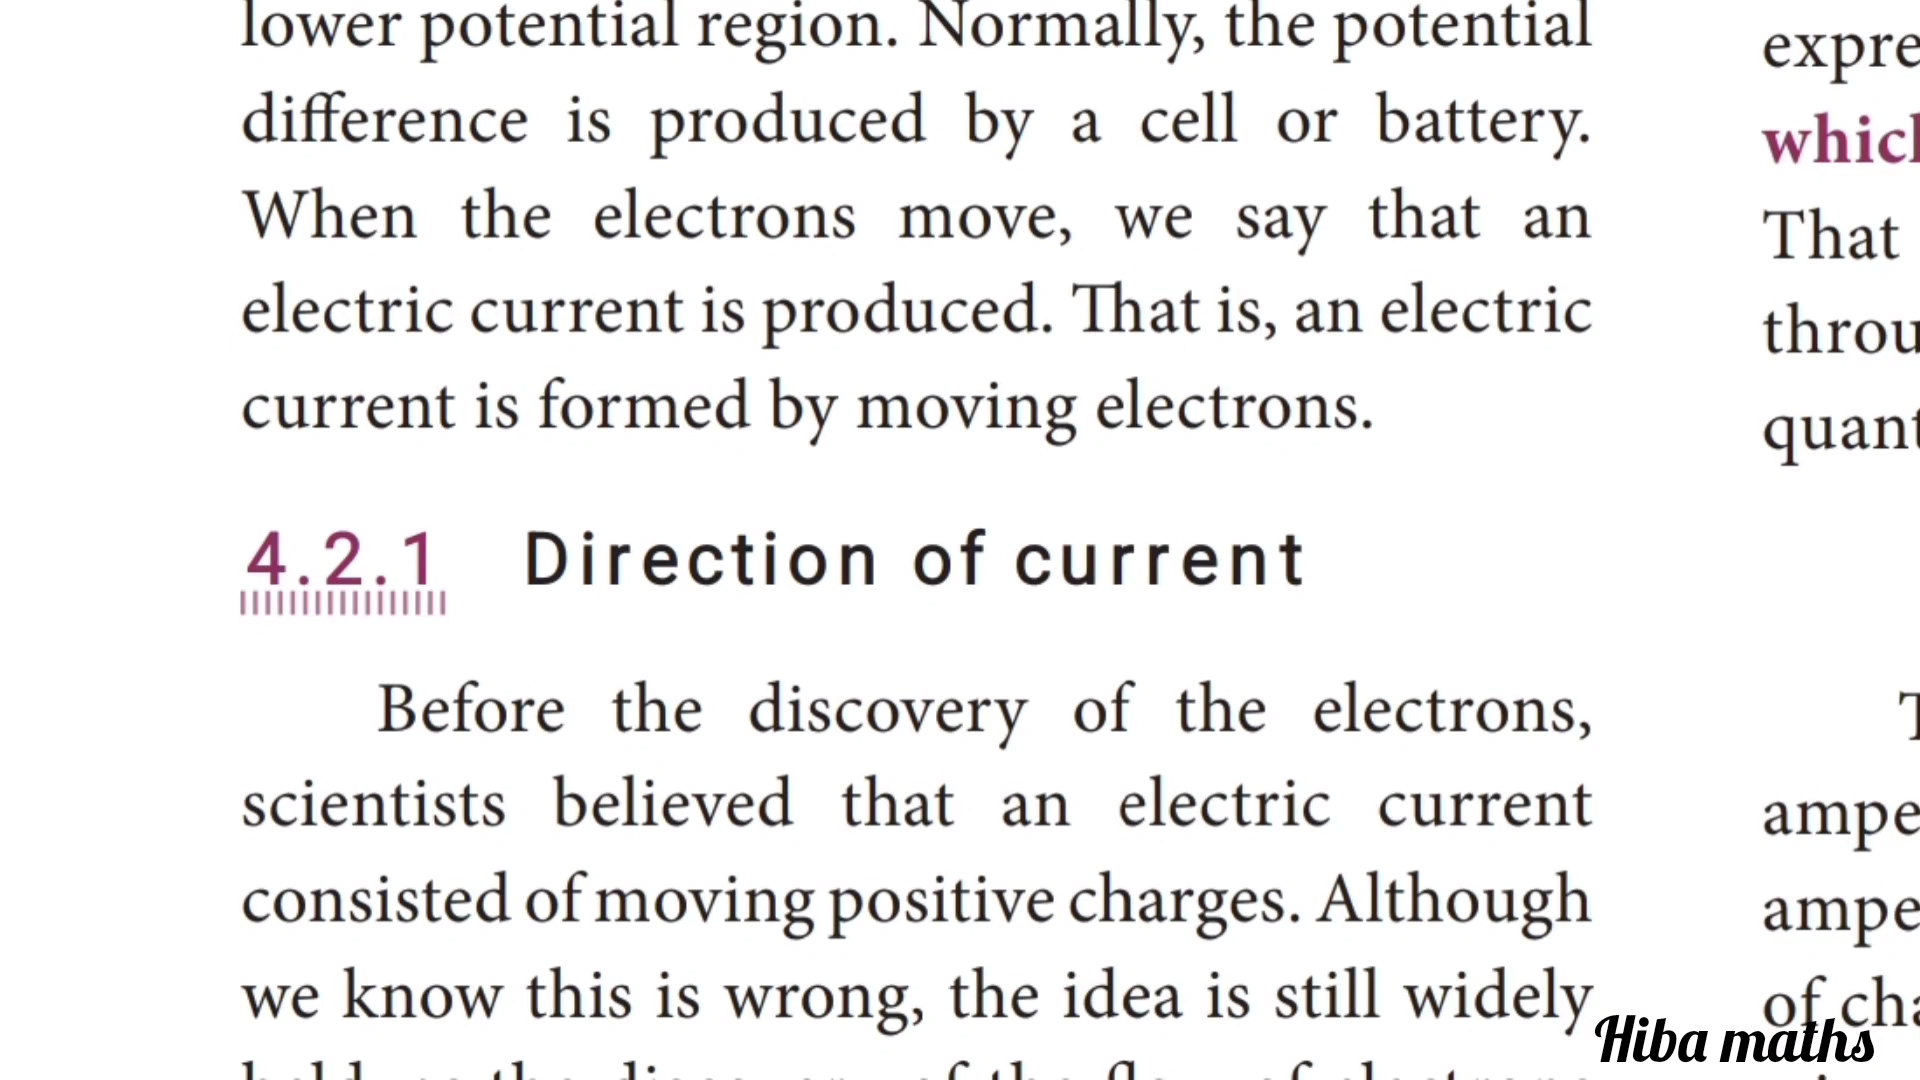 lower potential region. Normally, the potential
difference is produced by a cell or battery.
When the electrons move, we say that an
electric current is produced. That is, an electric
current is formed by moving electrons.
4.2.1 Direction of current
Before the discovery of the electrons,
scientists believed that an electric current
consisted of moving positive charges. Although
we know this is wrong, the idea is still widely
That
of
Hiba maths